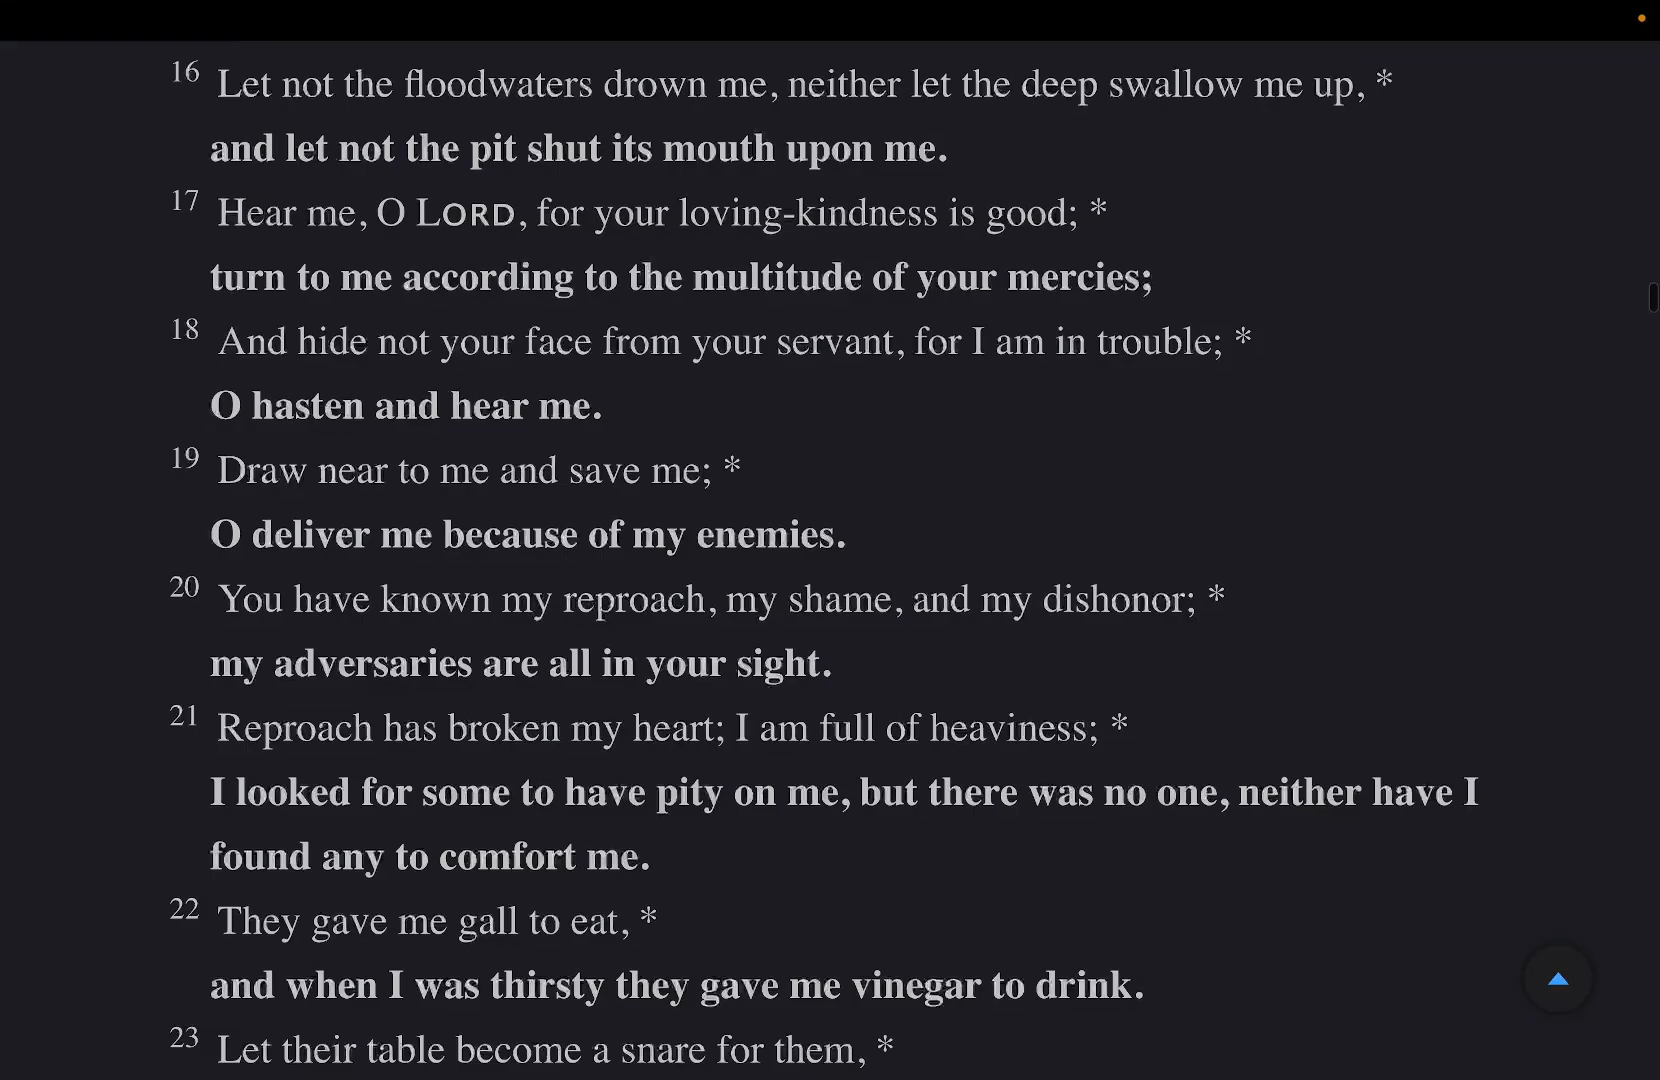 16 Let not the floodwaters drown me, neither let the deep swallow me up, *
and let not the pit shut its mouth upon me.
17 Hear me, O LORD, for your loving-kindness is good; *
turn to me according to the multitude of your mercies;
18 And hide not your face from your servant, for I am in trouble; *
O hasten and hear me.
19 Draw near to me and save me; *
O deliver me because of my enemies.
20 You have known my reproach, my shame, and my dishonor; *
my adversaries are all in your sight.
21 Reproach has broken my heart; I am full of heaviness; *
I looked for some to have pity on me, but there was no one, neither have I
found any to comfort me.
22 They gave me gall to eat, *
and when I was thirsty they gave me vinegar to drink.
23 Let their table become a snare for them, *